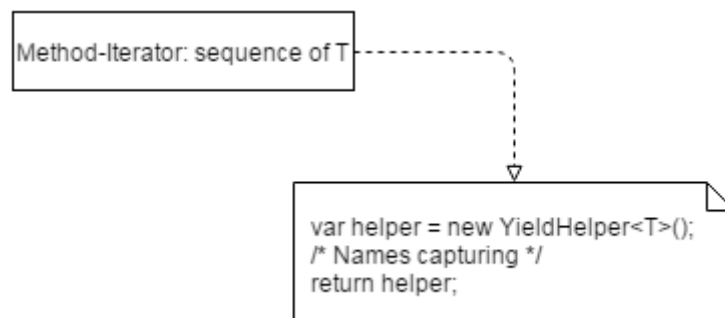 Method-Iterator: sequence of T
var helper = new YieldHelper<T>();
/* Names capturing */
return helper;